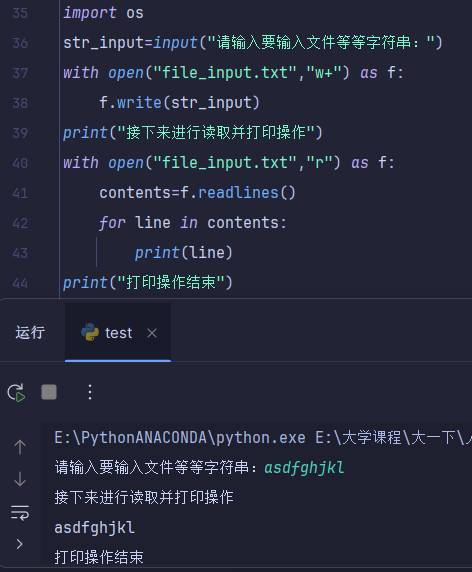 35 import os
36 str_input=input("请输入要输入文件等等字符串：")
37 with open("file_input.txt","w+") as f:
38     f.write(str_input)
39 print("接下来进行读取并打印操作")
40 with open("file_input.txt","r") as f:
41     contents=f.readlines()
42     for line in contents:
43         print(line)
44 print("打印操作结束")
运行 test
E:\PythonANACONDA\python.exe E:\大学课程\大一下\
请输入要输入文件等等字符串：asdfghjkl
接下来进行读取并打印操作
asdfghjkl
打印操作结束